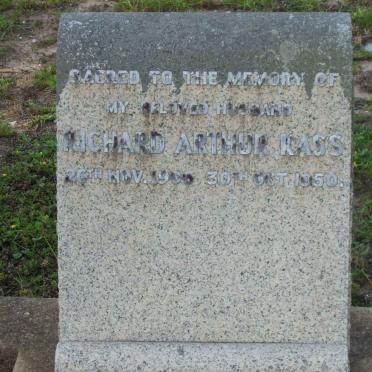 SACRED TO THE MEMORY OF
MY BELOVED HUSBAND
RICHARD ARTHUR KASS.
26TH NOV. 30TH OCT. 1950.